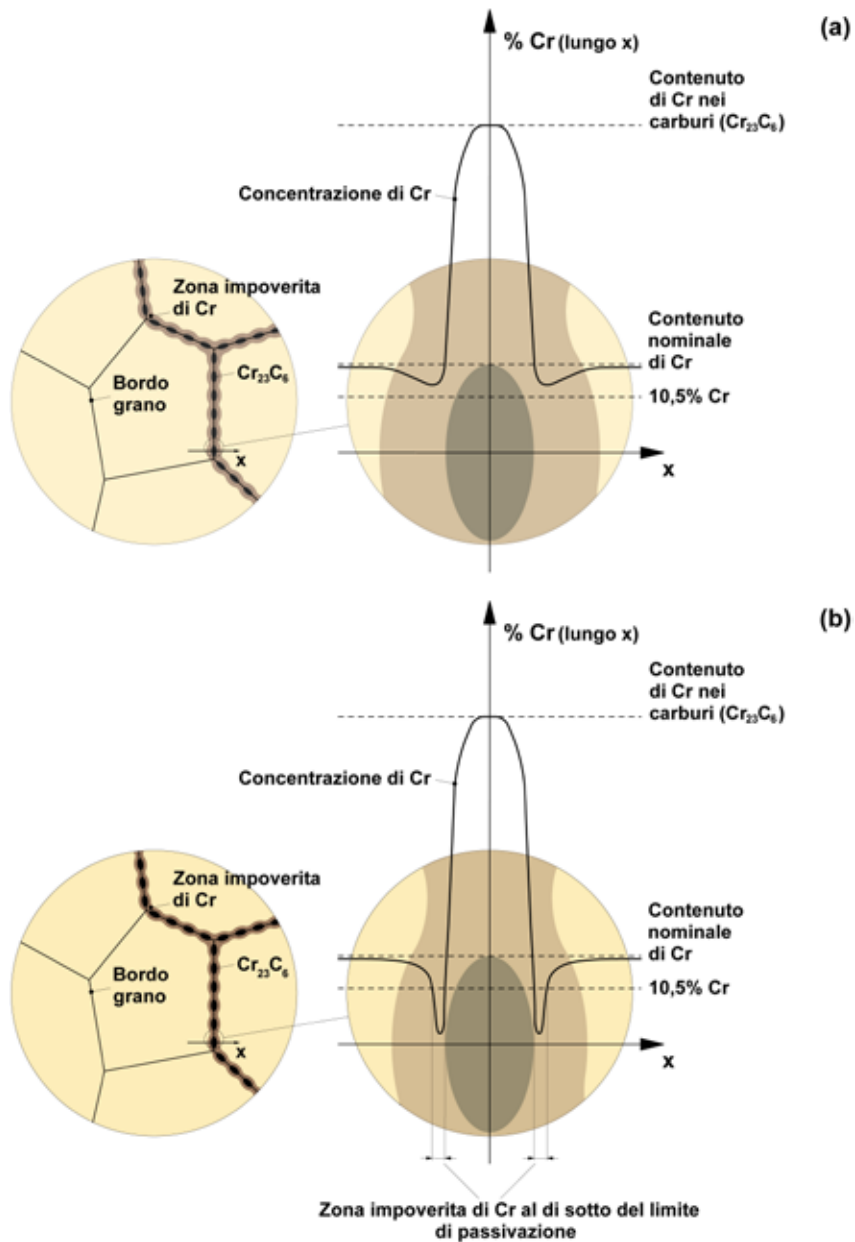 (a)
% Cr (lungo x)
Contenuto
di Cr nei
carburi (Cr₂₃C₆)
Concentrazione di Cr
Zona impoverita
di Cr
Contenuto
nominale
di Cr
Cr₂₃C₆
Bordo
grano
10,5% Cr
x
x
(b)
% Cr (lungo x)
Contenuto
di Cr nei
carburi (Cr₂₃C₆)
Concentrazione di Cr
Zona impoverita
di Cr
Contenuto
nominale
di Cr
Cr₂₃C₆
Bordo
grano
10,5% Cr
x
x
Zona impoverita di Cr al di sotto del limite
di passivazione